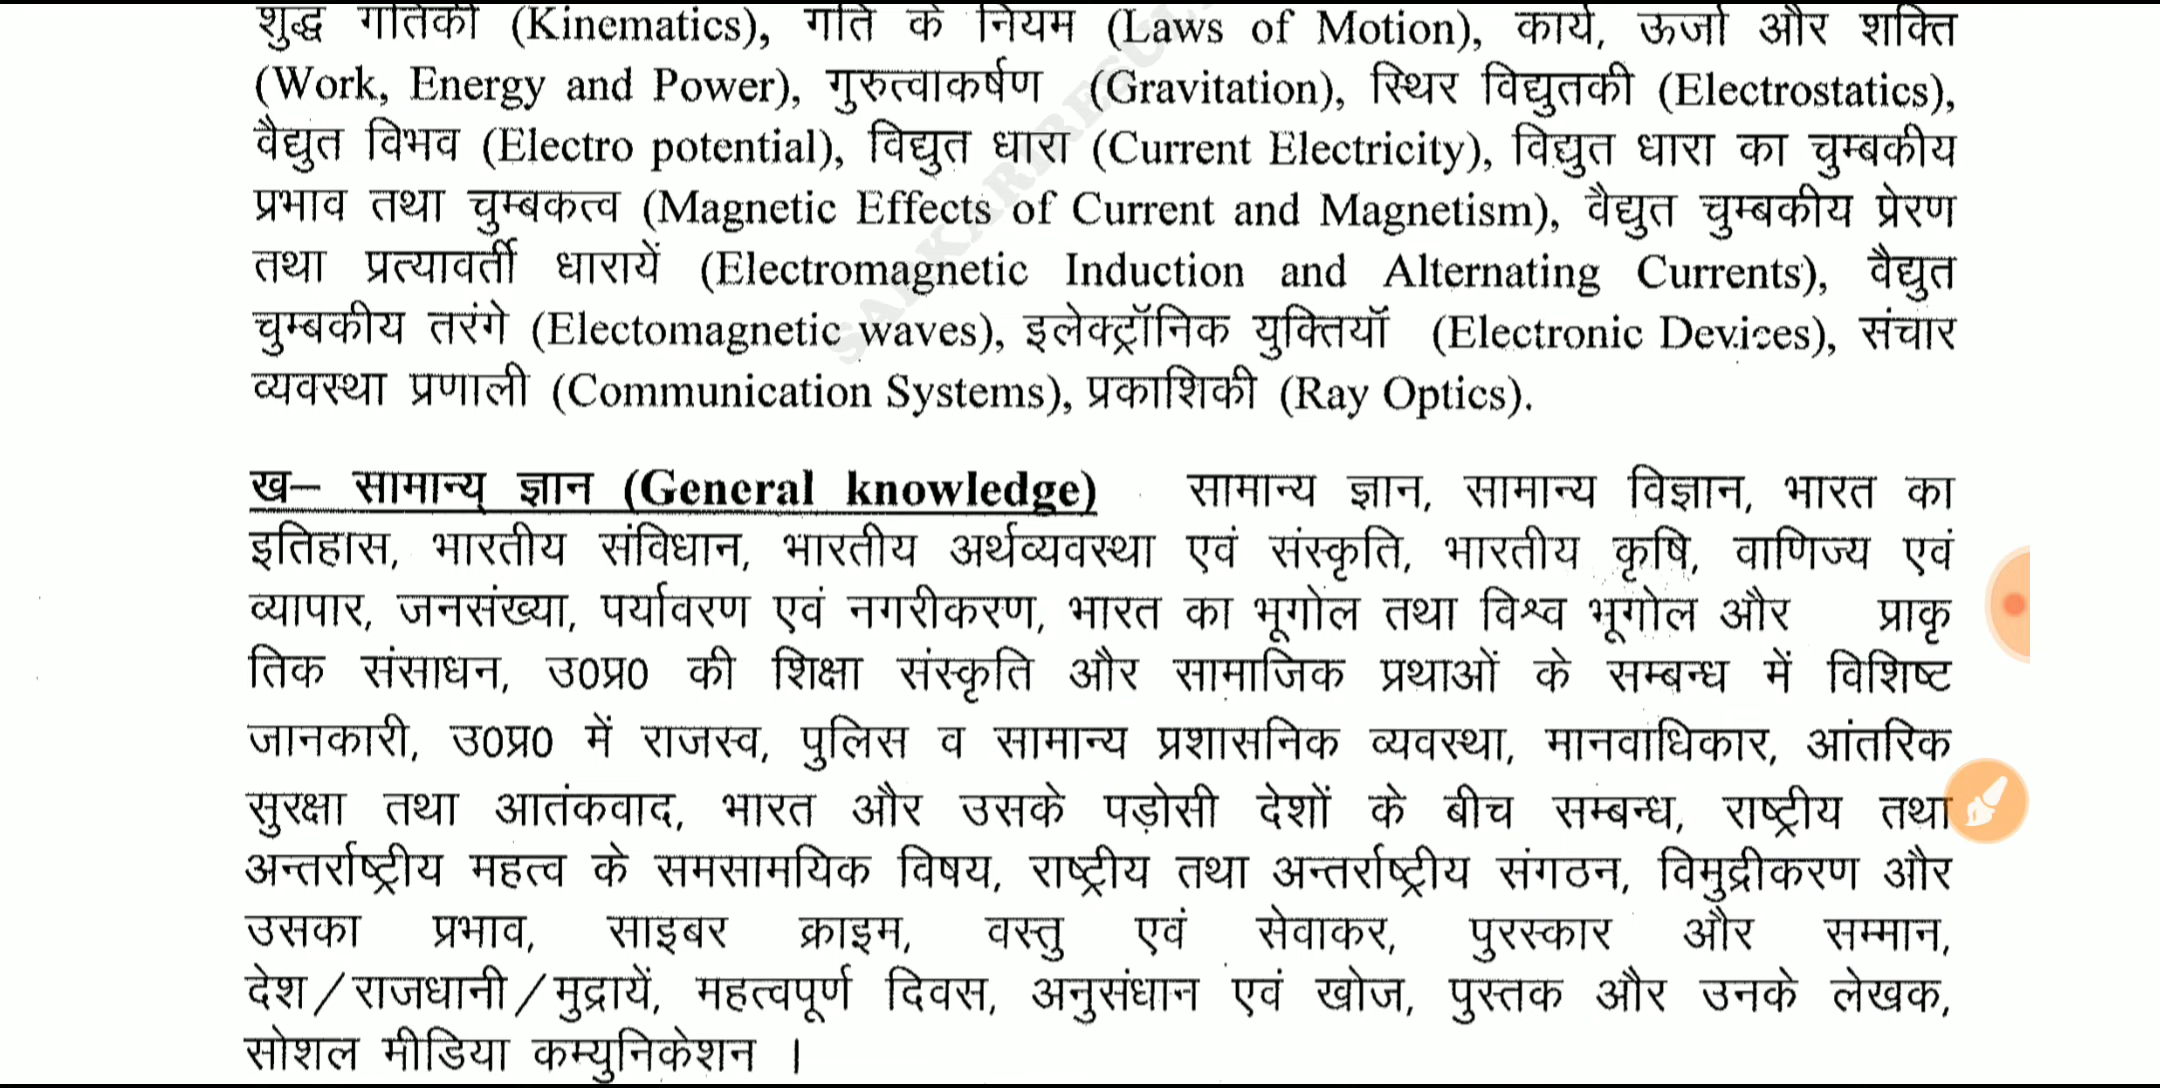 शुद्ध गतिकी (Kinematics), गति के नियम (Laws of Motion), कार्य, ऊर्जा और शक्ति
(Work, Energy and Power), गुरुत्वाकर्षण (Gravitation), स्थिर विद्युतकी (Electrostatics),
वैद्युत विभव (Electro potential), विद्युत धारा (Current Electricity), विद्युत धारा का चुम्बकीय
प्रभाव तथा चुम्बकत्व (Magnetic Effects of Current and Magnetism), वैद्युत चुम्बकीय प्रेरण
तथा प्रत्यावर्ती धारायें (Electromagnetic Induction and Alternating Currents), वैद्युत
चुम्बकीय तरंगे (Electomagnetic waves), इलेक्ट्रॉनिक युक्तियॉ (Electronic Devices), संचार
व्यवस्था प्रणाली (Communication Systems), प्रकाशिकी (Ray Optics).
ख– सामान्य् ज्ञान (General knowledge) सामान्य ज्ञान, सामान्य विज्ञान, भारत का
इतिहास, भारतीय संविधान, भारतीय अर्थव्यवस्था एवं संस्कृति, भारतीय कृषि, वाणिज्य एवं
व्यापार, जनसंख्या, पर्यावरण एवं नगरीकरण, भारत का भूगोल तथा विश्व भूगोल और प्राकृ
तिक संसाधन, उ0प्र0 की शिक्षा संस्कृति और सामाजिक प्रथाओं के सम्बन्ध में विशिष्ट
जानकारी, उ0प्र0 में राजस्व, पुलिस व सामान्य प्रशासनिक व्यवस्था, मानवाधिकार, आंतरिक
सुरक्षा तथा आतंकवाद, भारत और उसके पड़ोसी देशों के बीच सम्बन्ध, राष्ट्रीय तथा
अन्तर्राष्ट्रीय महत्व के समसामयिक विषय, राष्ट्रीय तथा अन्तर्राष्ट्रीय संगठन, विमुद्रीकरण और
उसका प्रभाव, साइबर क्राइम, वस्तु एवं सेवाकर, पुरस्कार और सम्मान,
देश/राजधानी/मुद्रायें, महत्वपूर्ण दिवस, अनुसंधान एवं खोज, पुस्तक और उनके लेखक,
सोशल मीडिया कम्युनिकेशन ।